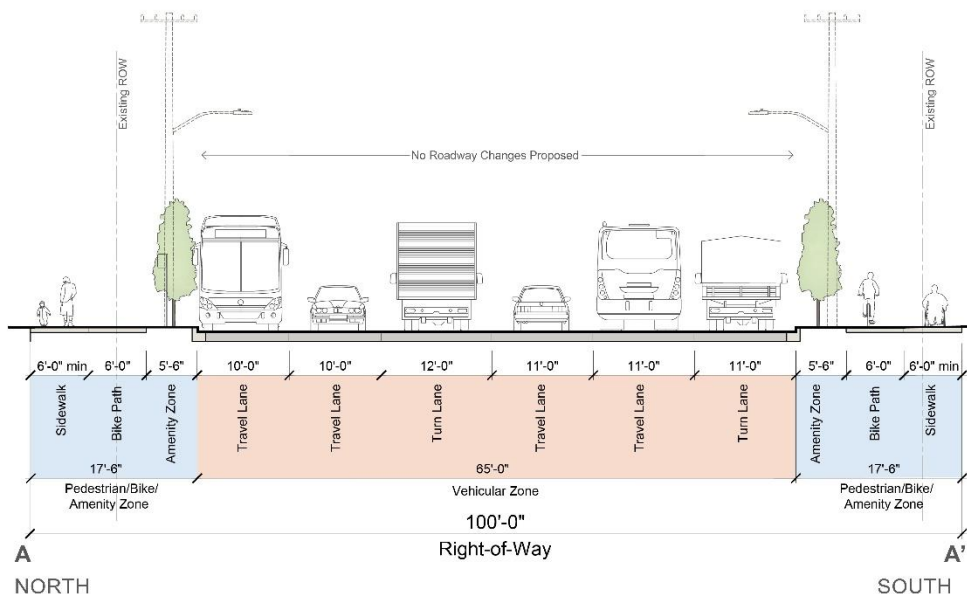 Existing ROW
Existing ROW
No Roadway Changes Proposed
6'-0" min 6'-0" 5'-6" 10'-0" 10'-0" 12'-0" 11'-0" 11'-0" 11'-0" 5'-6" 6'-0" 6'-0" min
Sidewalk
Bike Path
Amenity Zone
Travel Lane
Travel Lane
Turn Lane
Travel Lane
Travel Lane
Turn Lane
Amenity Zone
Bike Path
Sidewalk
17'-6" 65'-0" 17'-6"
Pedestrian/Bike/
Amenity Zone
Vehicular Zone
Pedestrian/Bike/
Amenity Zone
100'-0"
Right-of-Way
A A'
NORTH SOUTH